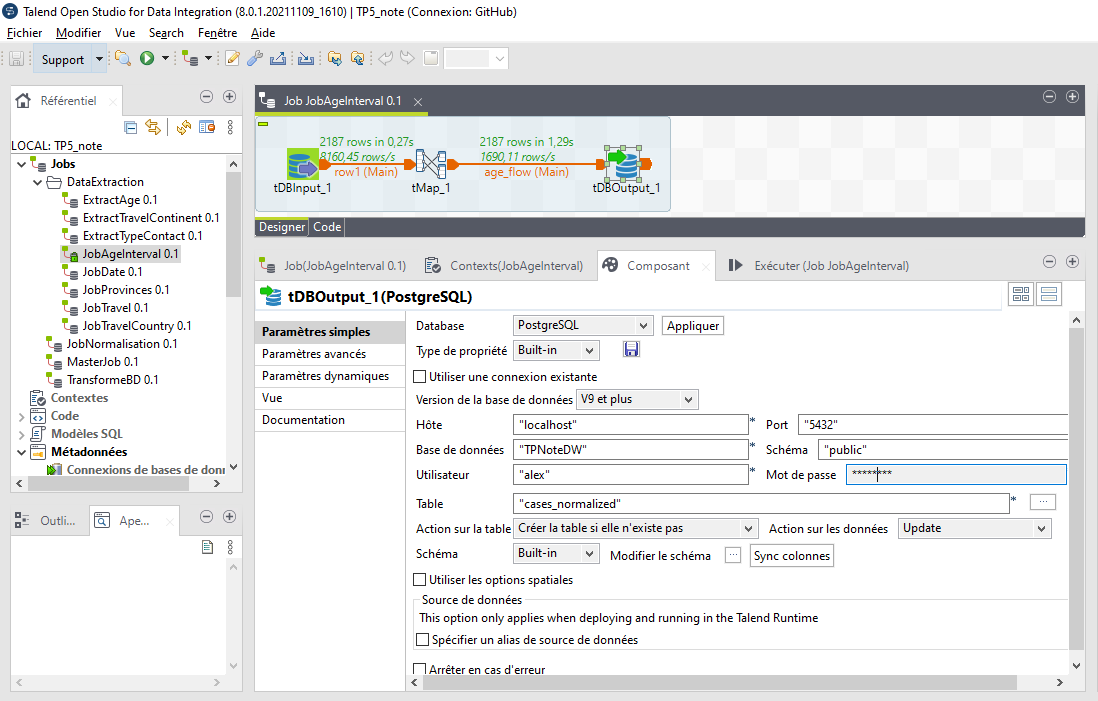 Talend Open Studio for Data Integration (8.0.1.20211109_1610) | TP5_note (Connexion: GitHub)
Fichier Modifier Vue Search Fenêtre Aide
Support
Référentiel
LOCAL: TP5_note
Jobs
DataExtraction
ExtractAge 0.1
ExtractTravelContinent 0.1
ExtractTypeContact 0.1
JobAgeInterval 0.1
JobDate 0.1
JobProvinces 0.1
JobTravel 0.1
JobTravelCountry 0.1
JobNormalisation 0.1
MasterJob 0.1
TransformeBD 0.1
Contextes
Code
Modèles SQL
Métadonnées
Connexions de bases de donn
Outli...
Ape...
Job JobAgeInterval 0.1
2187 rows in 0,27s 2187 rows in 1,29s
8160,45 rows/s 1690,11 rows/s
row1 (Main) age_flow (Main)
tDBInput_1 tMap_1 tDBOutput_1
Designer Code
Job(JobAgeInterval 0.1) Contexts(JobAgeInterval) Composant Exécuter (Job JobAgeInterval)
tDBOutput_1(PostgreSQL)
Paramètres simples
Paramètres avancés
Paramètres dynamiques
Vue
Documentation
Database PostgreSQL Appliquer
Type de propriété Built-in
Utiliser une connexion existante
Version de la base de données V9 et plus
Hôte "localhost" * Port "5432"
Base de données "TPNoteDW" * Schéma "public"
Utilisateur "alex" * Mot de passe ********
Table "cases_normalized" * ...
Action sur la table Créer la table si elle n'existe pas Action sur les données Update
Schéma Built-in Modifier le schéma ... Sync colonnes
Utiliser les options spatiales
Source de données
This option only applies when deploying and running in the Talend Runtime
Spécifier un alias de source de données
Arrêter en cas d'erreur